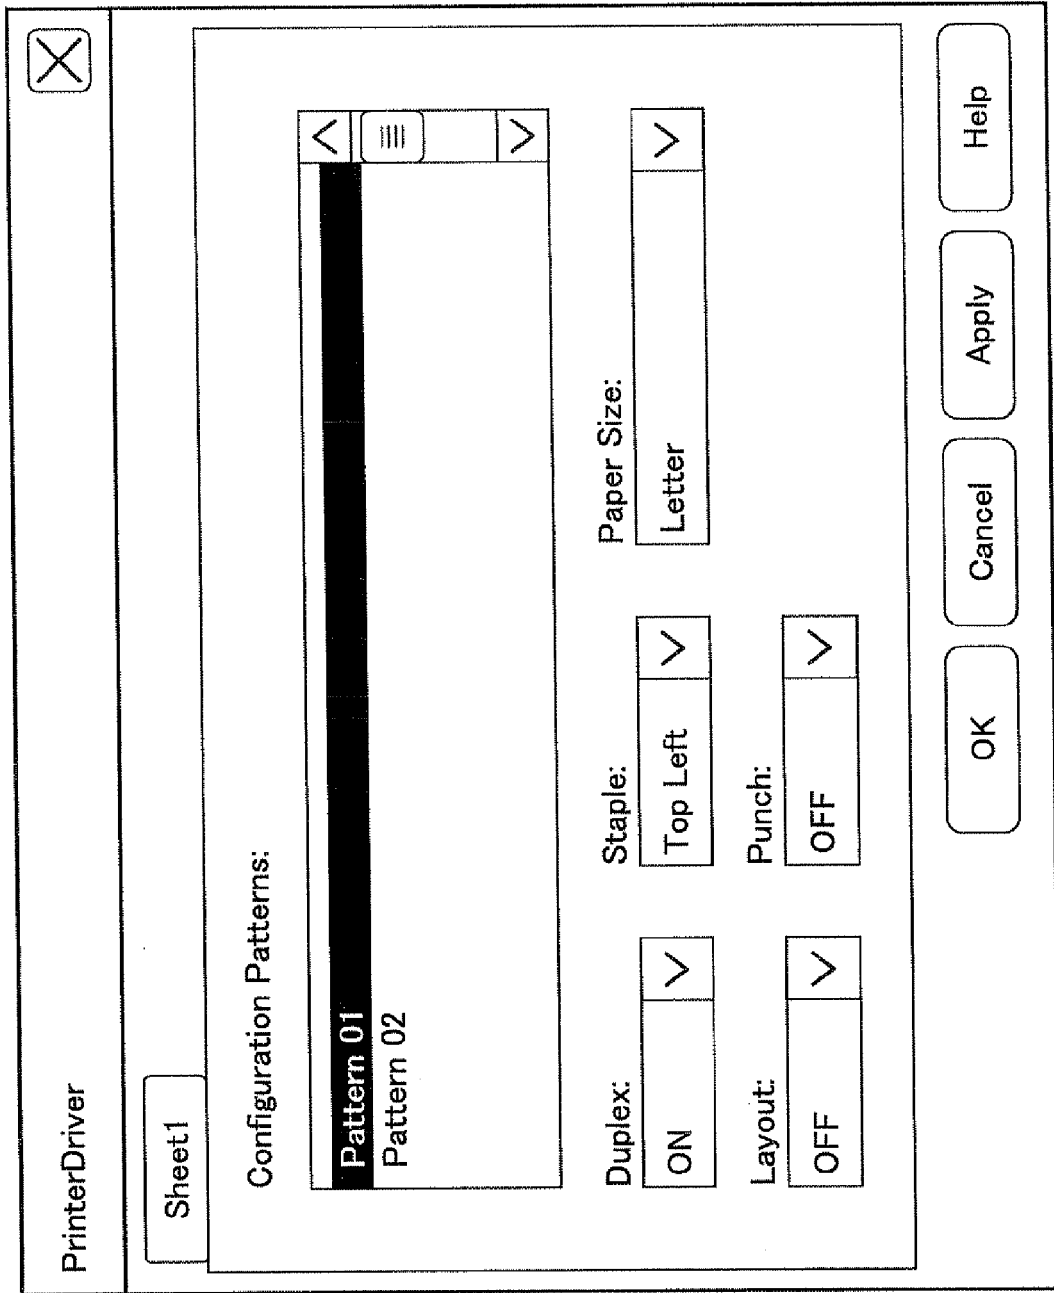 PrinterDriver
Sheet1
Configuration Patterns:
Pattern 01
Pattern 02
Duplex:
ON
Staple:
Top Left
Paper Size:
Letter
Layout:
OFF
Punch:
OFF
OK
Cancel
Apply
Help